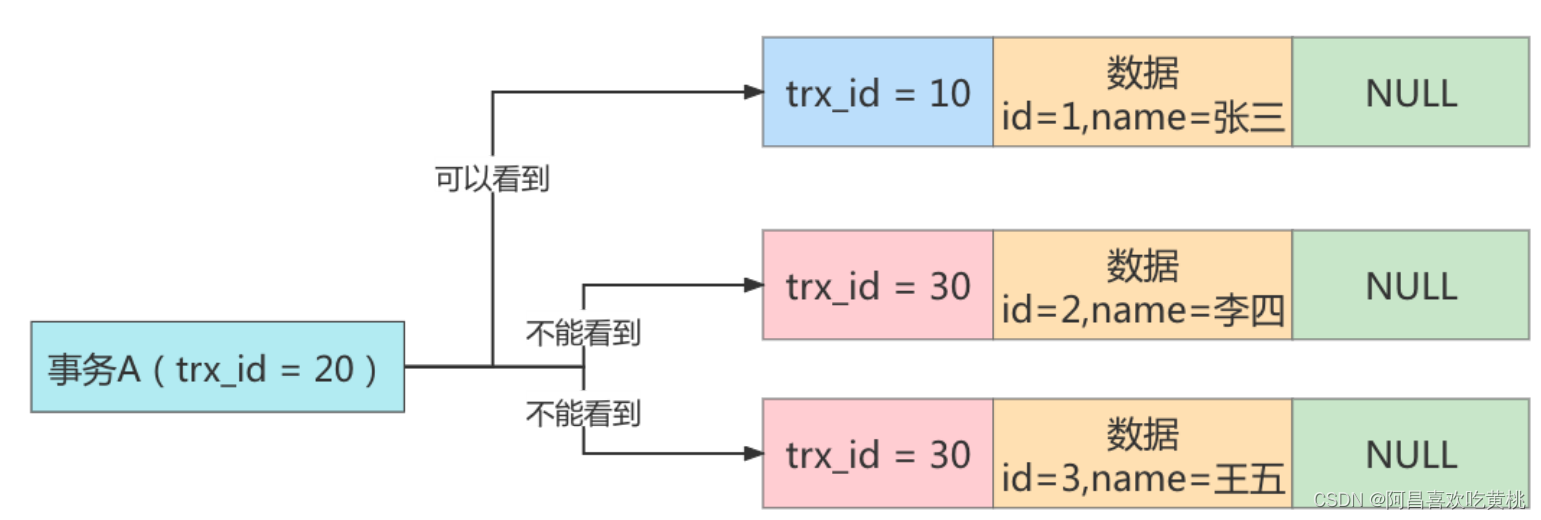 trx_id = 10
数据
id=1,name=张三
NULL
可以看到
trx_id = 30
数据
id=2,name=李四
NULL
不能看到
事务A（trx_id = 20）
不能看到
trx_id = 30
数据
id=3,name=王五
NULL
CSDN @阿昌喜欢吃黄桃